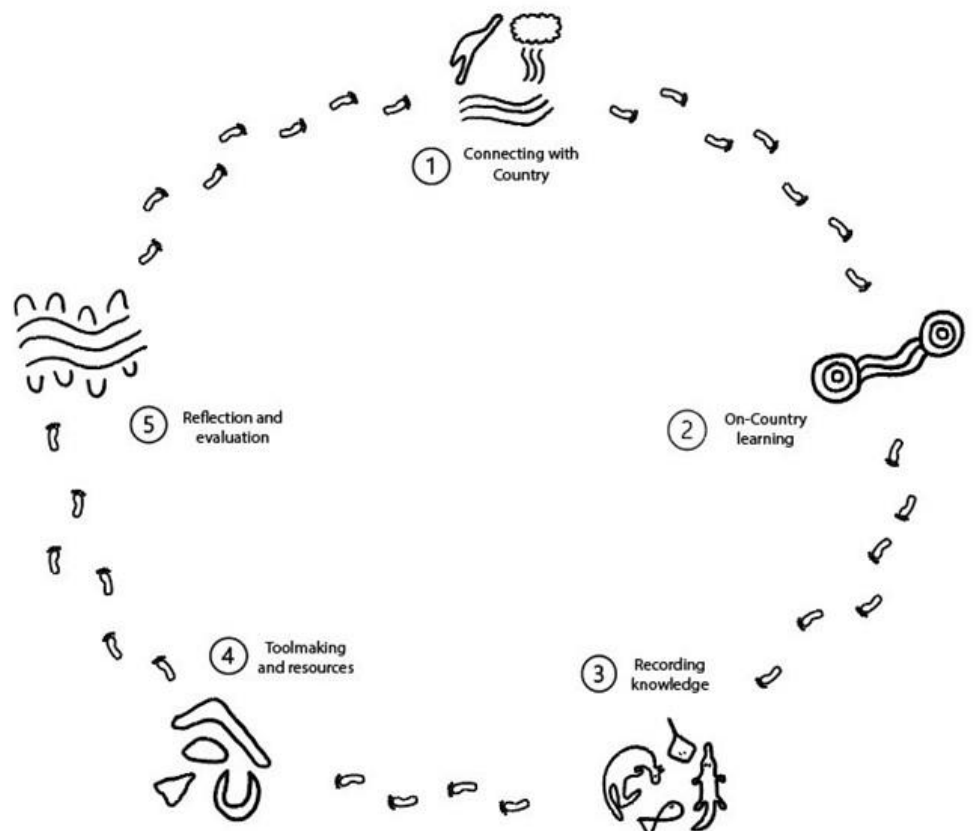 1
Connecting with
Country
2
On-Country
learning
3
Recording
knowledge
4
Toolmaking
and resources
5
Reflection and
evaluation